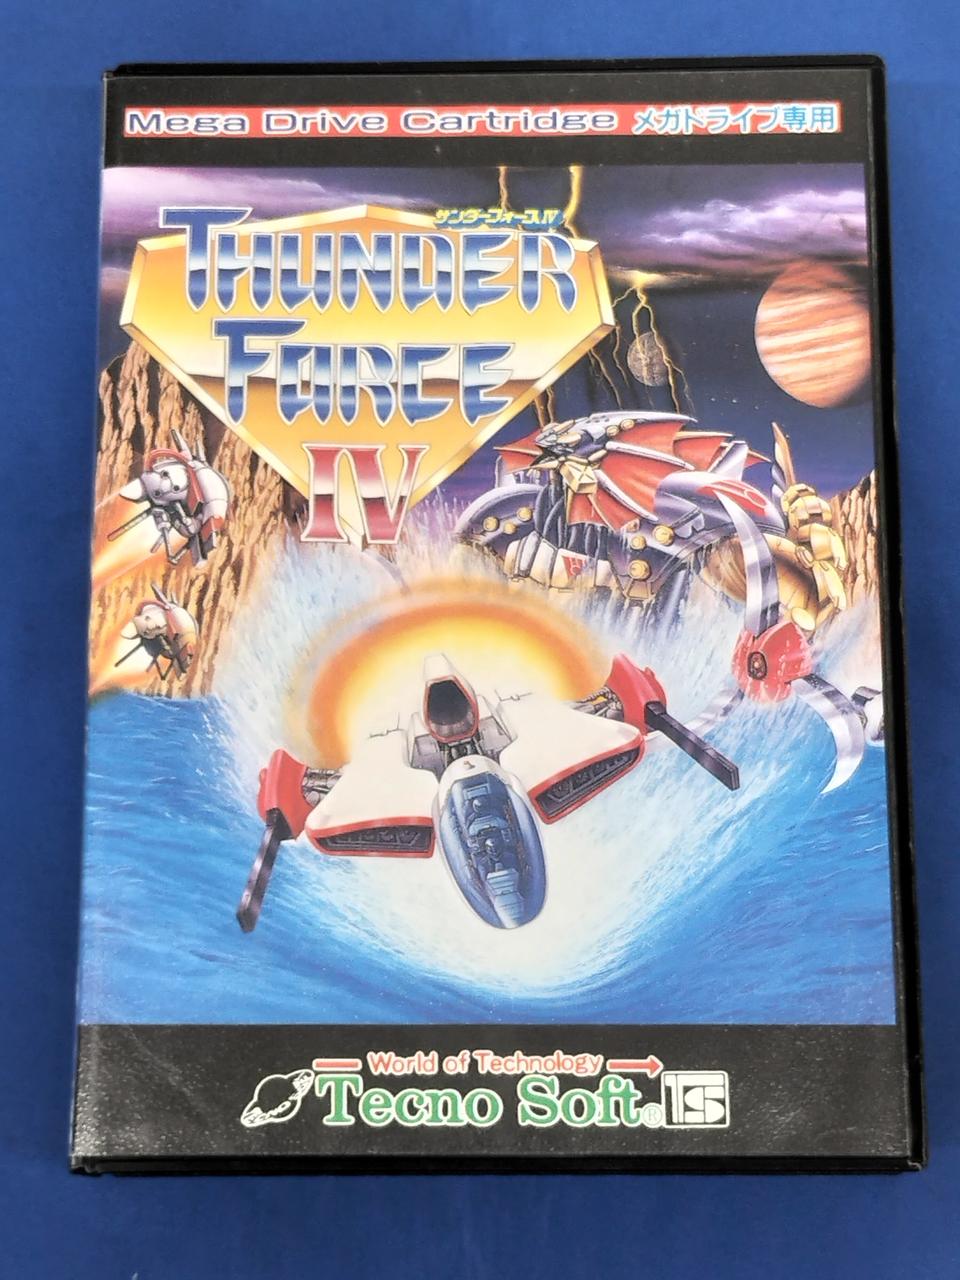 Mega Drive Cartridge メガドライブ専用
サンダーフォースIV
THUNDER
FORCE
IV
World of Technology
Tecno Soft® TS